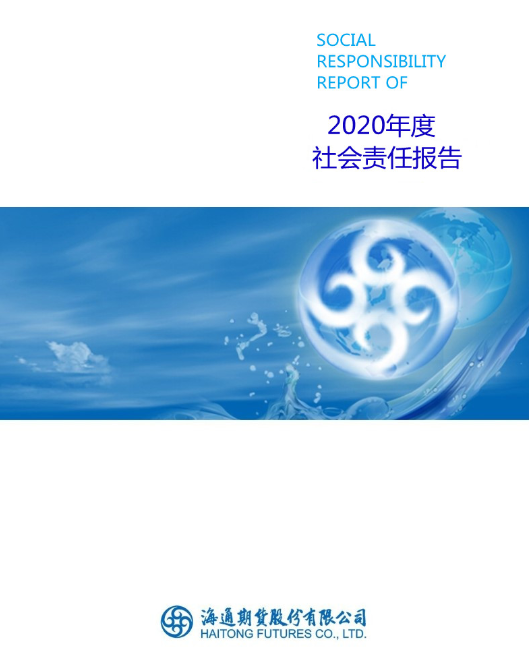 SOCIAL
RESPONSIBILITY
REPORT OF
2020年度
社会责任报告
海通期货股份有限公司
HAITONG FUTURES CO., LTD.